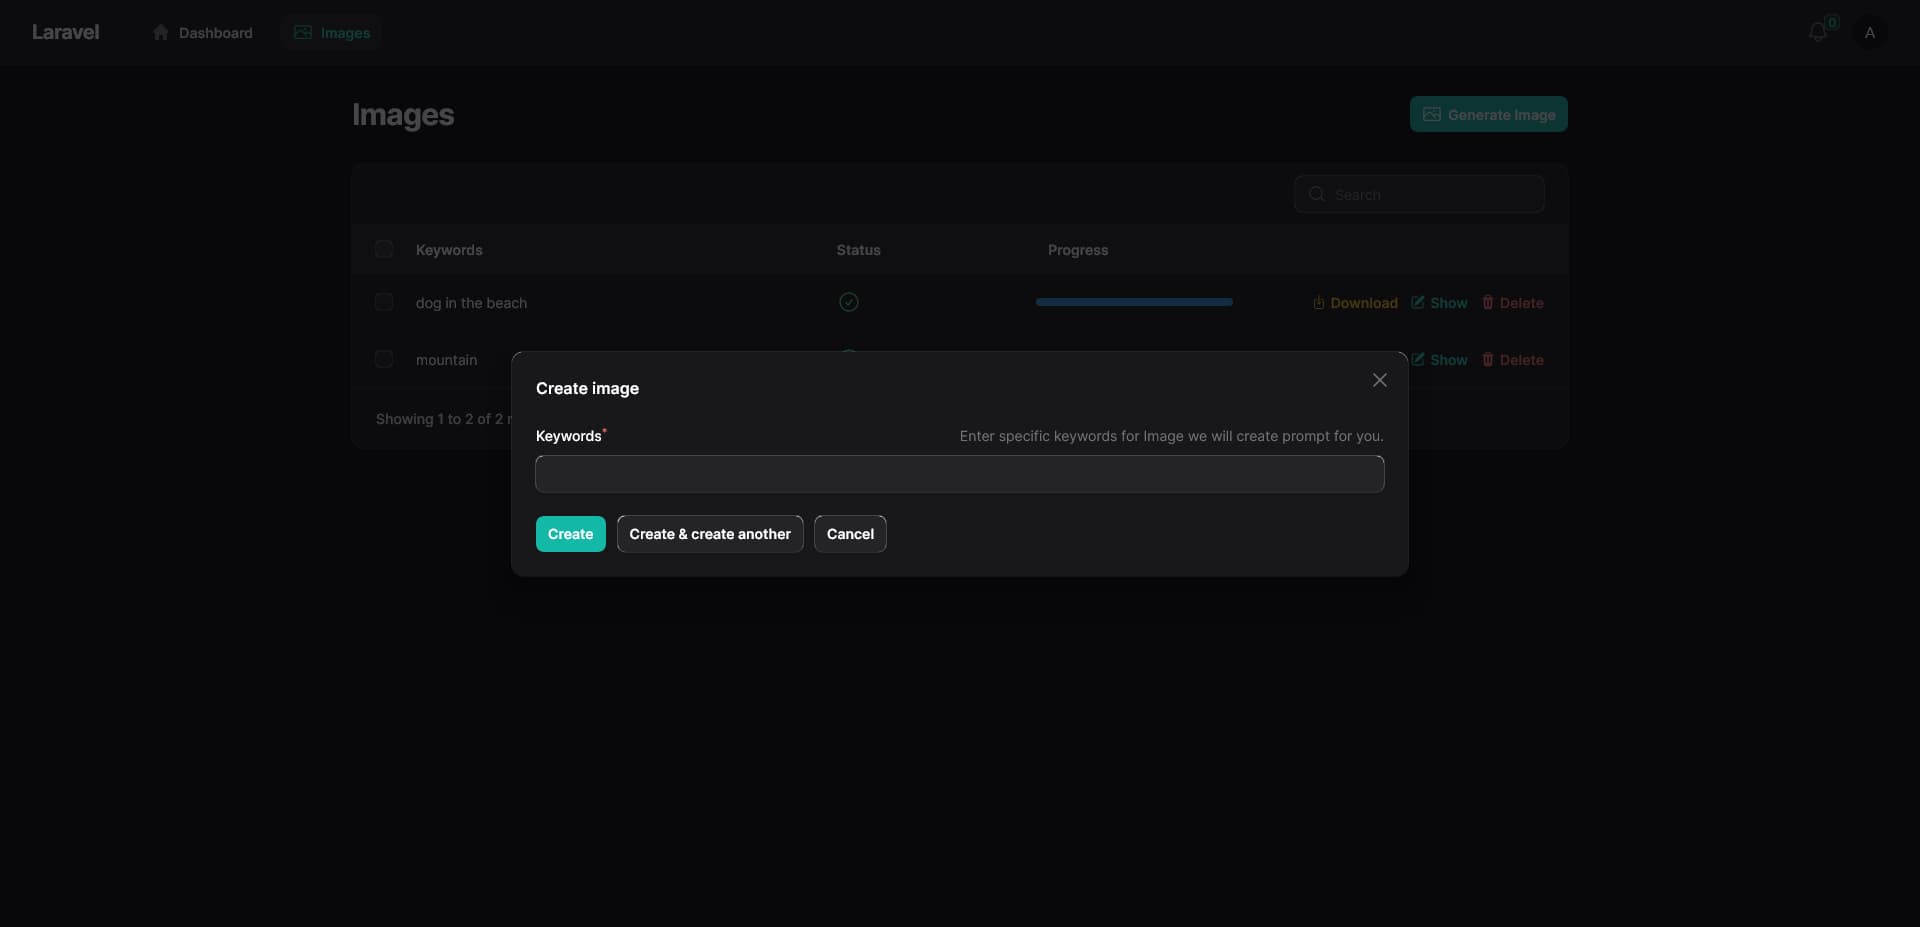 Laravel
Dashboard
Images
0
A
Images
Generate Image
Search
Keywords Status Progress
dog in the beach Download Show Delete
mountain Show Delete
Showing 1 to 2 of 2
Create image
Keywords* Enter specific keywords for Image we will create prompt for you.
Create Create & create another Cancel